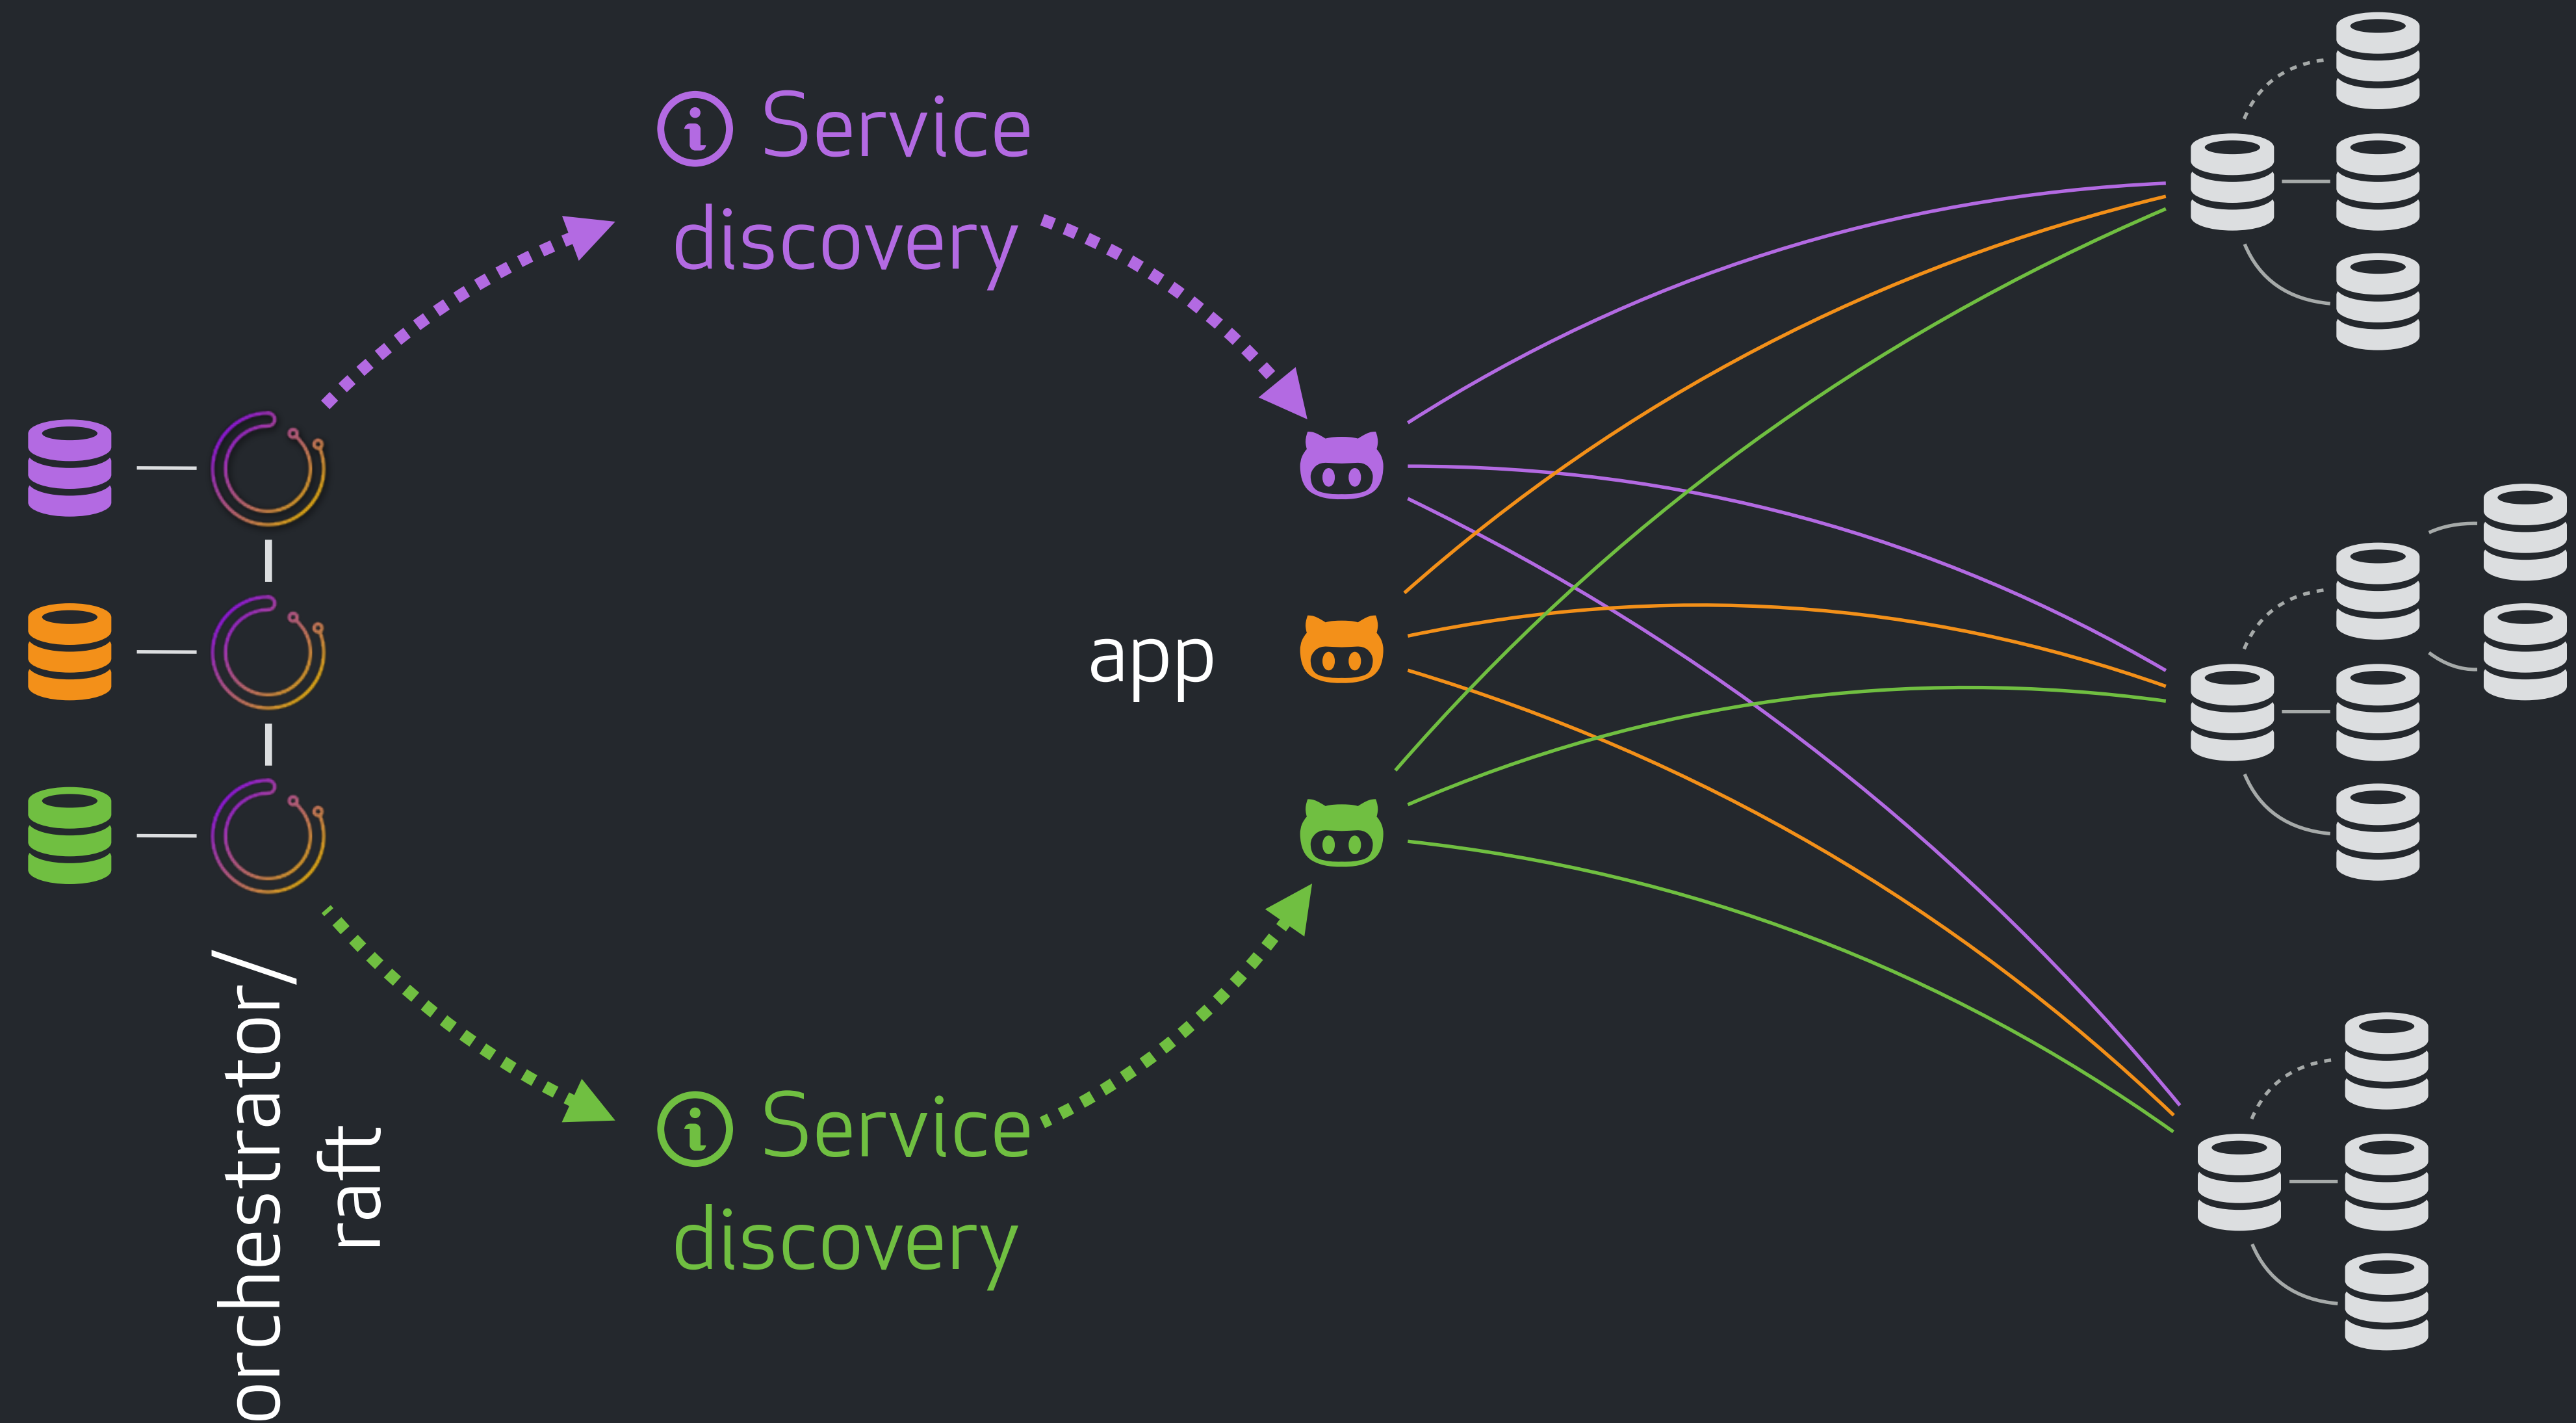 Service
discovery
app
orchestrator/
raft
Service
discovery